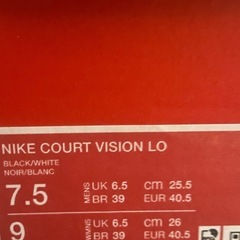 NIKE COURT VISION LO
BLACK/WHITE
NOIR/BLANC
7.5 MENS UK 6.5 CM 25.5
BR 39 EUR 40.5
9 UK 6.5 CM 26
BR 39 EUR 40.5